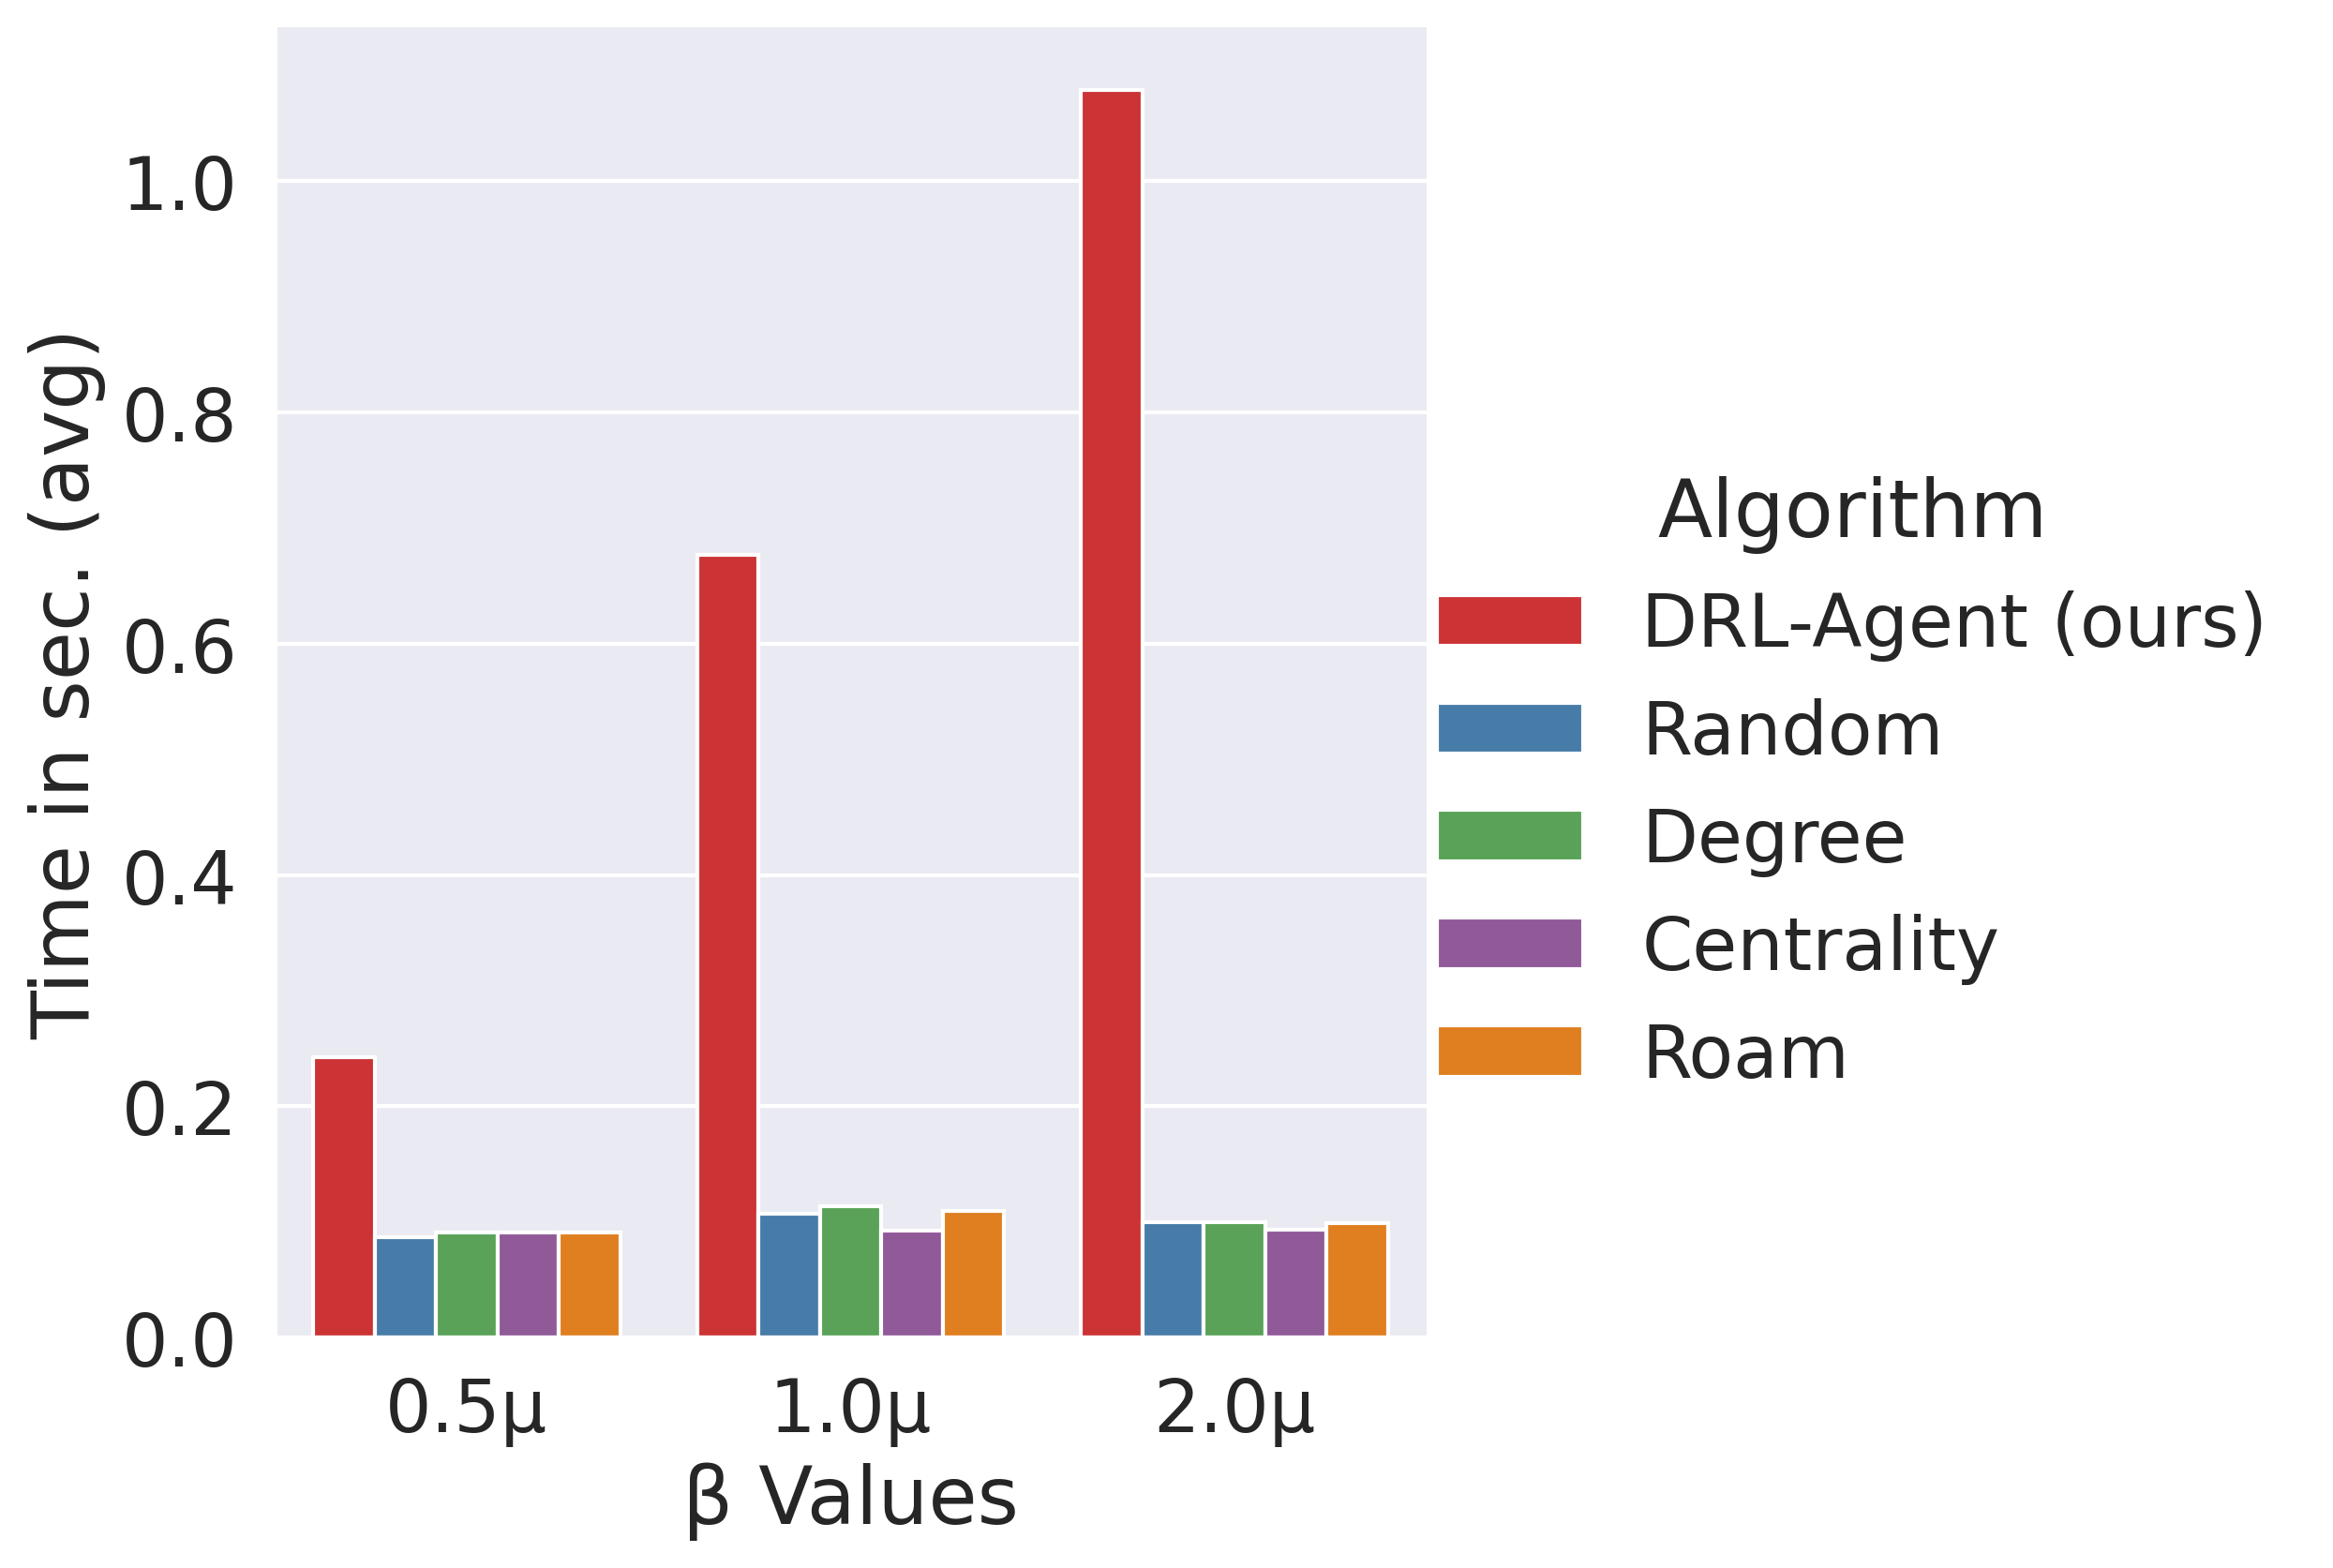 1.0
0.8
0.6
0.4
0.2
0.0
Time in sec. (avg)
0.5µ 1.0µ 2.0µ
β Values
Algorithm
DRL-Agent (ours)
Random
Degree
Centrality
Roam